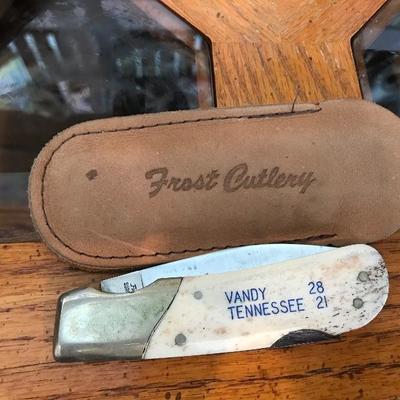 Frost Cutlery
VANDY 28
TENNESSEE 21